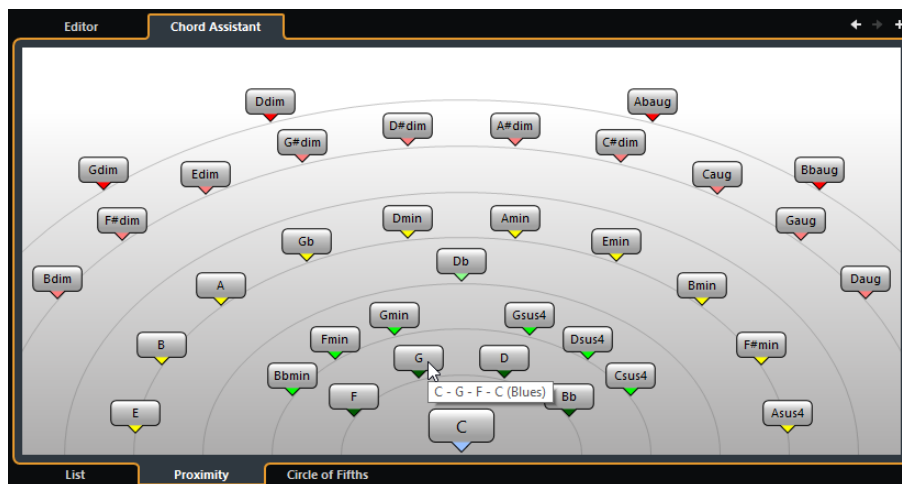 Editor
Chord Assistant
Ddim
Abaug
D#dim
A#dim
G#dim
C#dim
Gdim
Edim
Caug
Bbaug
F#dim
Dmin
Amin
Gaug
Gb
Emin
Db
Bdim
A
Bmin
Daug
Gmin
Gsus4
Fmin
Dsus4
B
F#min
G
D
Bbmin
Csus4
C - G - F - C (Blues)
F
Bb
E
Asus4
C
List
Proximity
Circle of Fifths